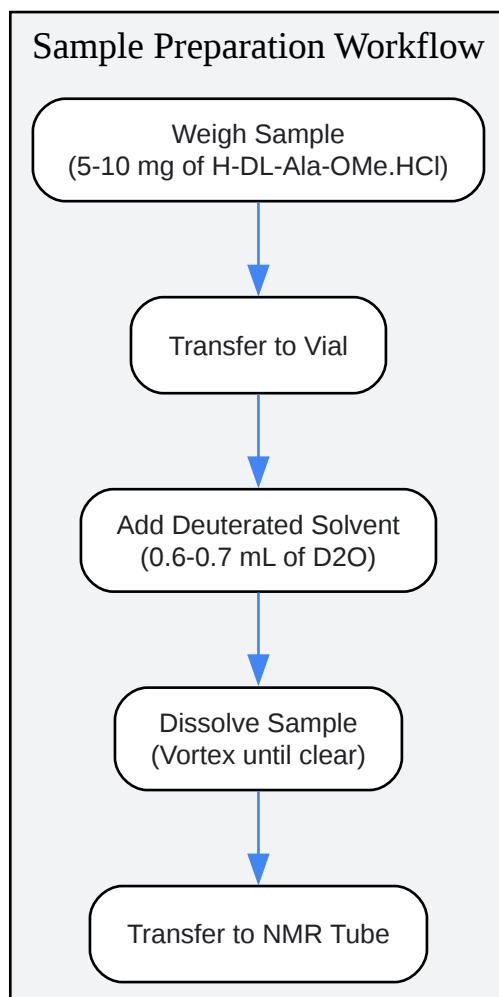 Sample Preparation Workflow
Weigh Sample
(5-10 mg of H-DL-Ala-OMe.HCl)
Transfer to Vial
Add Deuterated Solvent
(0.6-0.7 mL of D2O)
Dissolve Sample
(Vortex until clear)
Transfer to NMR Tube